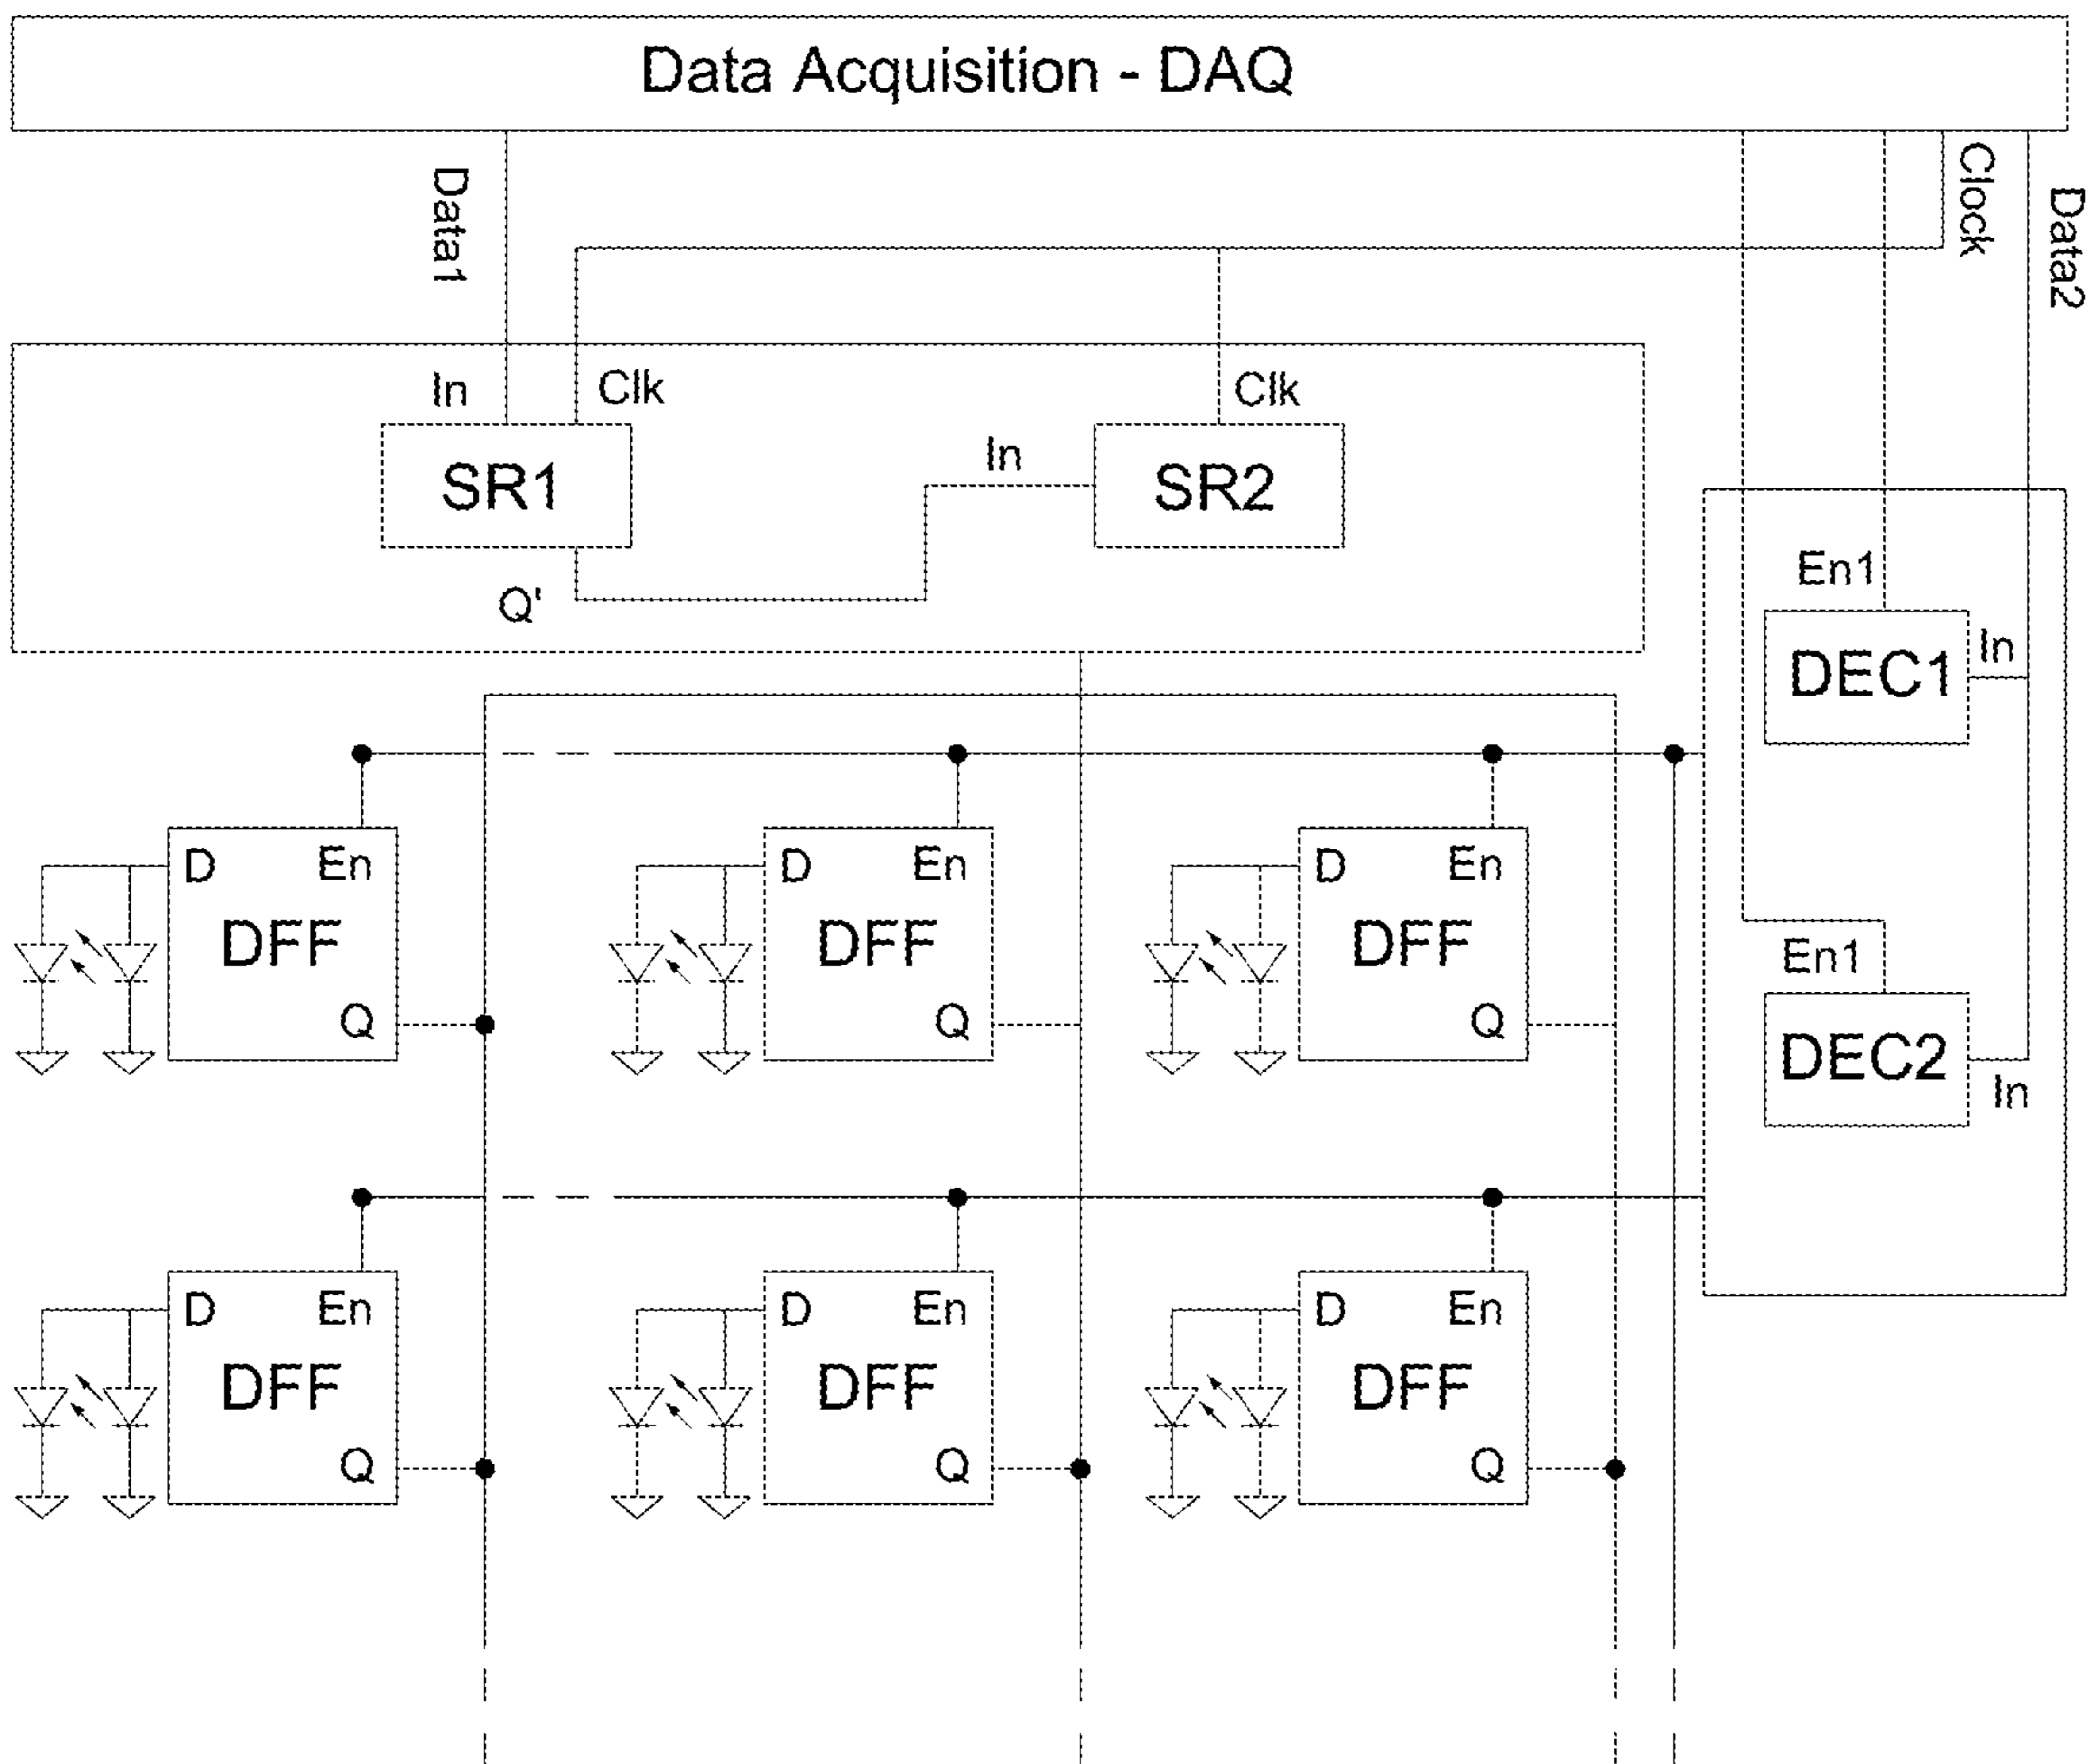 Data Acquisition - DAQ
Data1
Clock
Data2
In
Clk
Clk
SR1
In
SR2
Q'
En1
DEC1
In
D
En
DFF
Q
D
En
DFF
Q
D
En
DFF
Q
En1
DEC2
In
D
En
DFF
Q
D
En
DFF
Q
D
En
DFF
Q